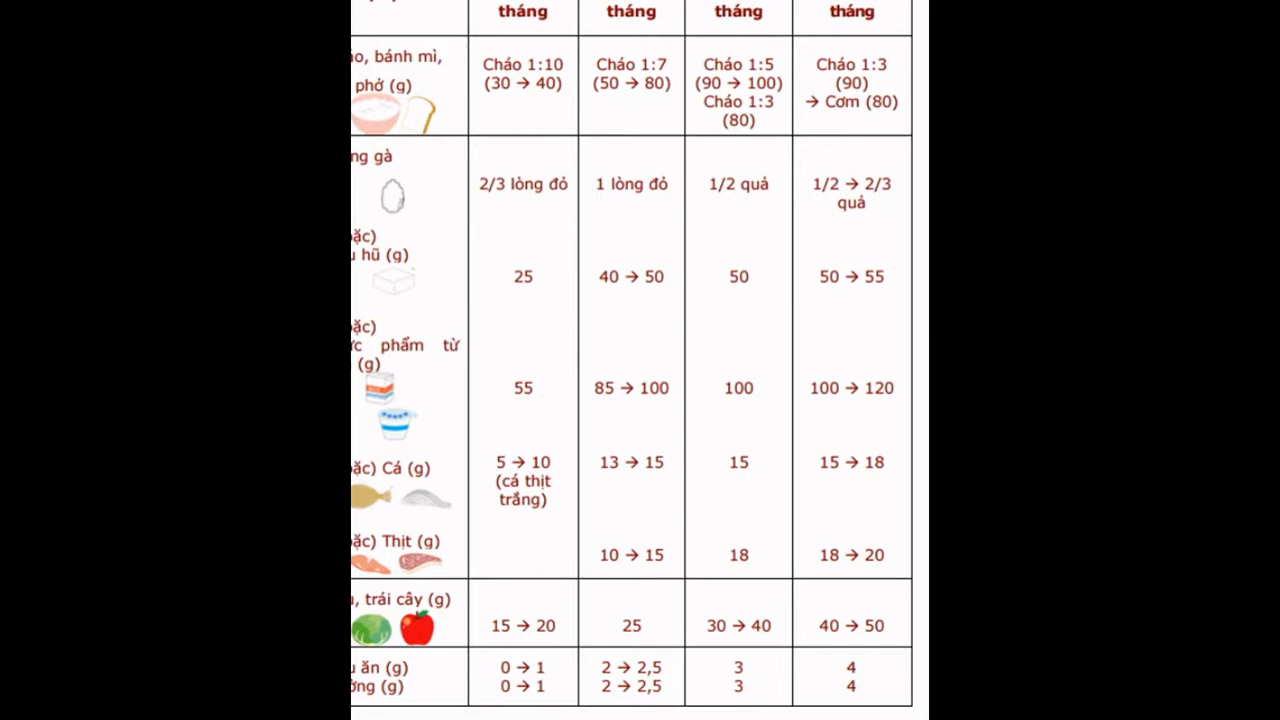 tháng tháng tháng tháng
áo, bánh mì,
phở (g)
Cháo 1:10
(30 → 40)
Cháo 1:7
(50 → 80)
Cháo 1:5
(90 → 100)
Cháo 1:3
(80)
Cháo 1:3
(90)
→ Cơm (80)
ng gà
2/3 lòng đỏ 1 lòng đỏ 1/2 quả 1/2 → 2/3
quả
ặc)
hũ (g)
25 40 → 50 50 50 → 55
ặc)
phẩm từ
(g)
55 85 → 100 100 100 → 120
ặc) Cá (g)
5 → 10
(cá thịt
trắng)
13 → 15 15 15 → 18
ặc) Thịt (g)
10 → 15 18 18 → 20
, trái cây (g)
15 → 20 25 30 → 40 40 → 50
ăn (g) 0 → 1 2 → 2,5 3 4
ờng (g) 0 → 1 2 → 2,5 3 4